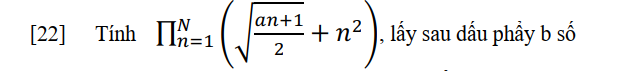 [22] Tính ∏_{n=1}^{N} (√((an+1)/2) + n²), lấy sau dấu phẩy b số